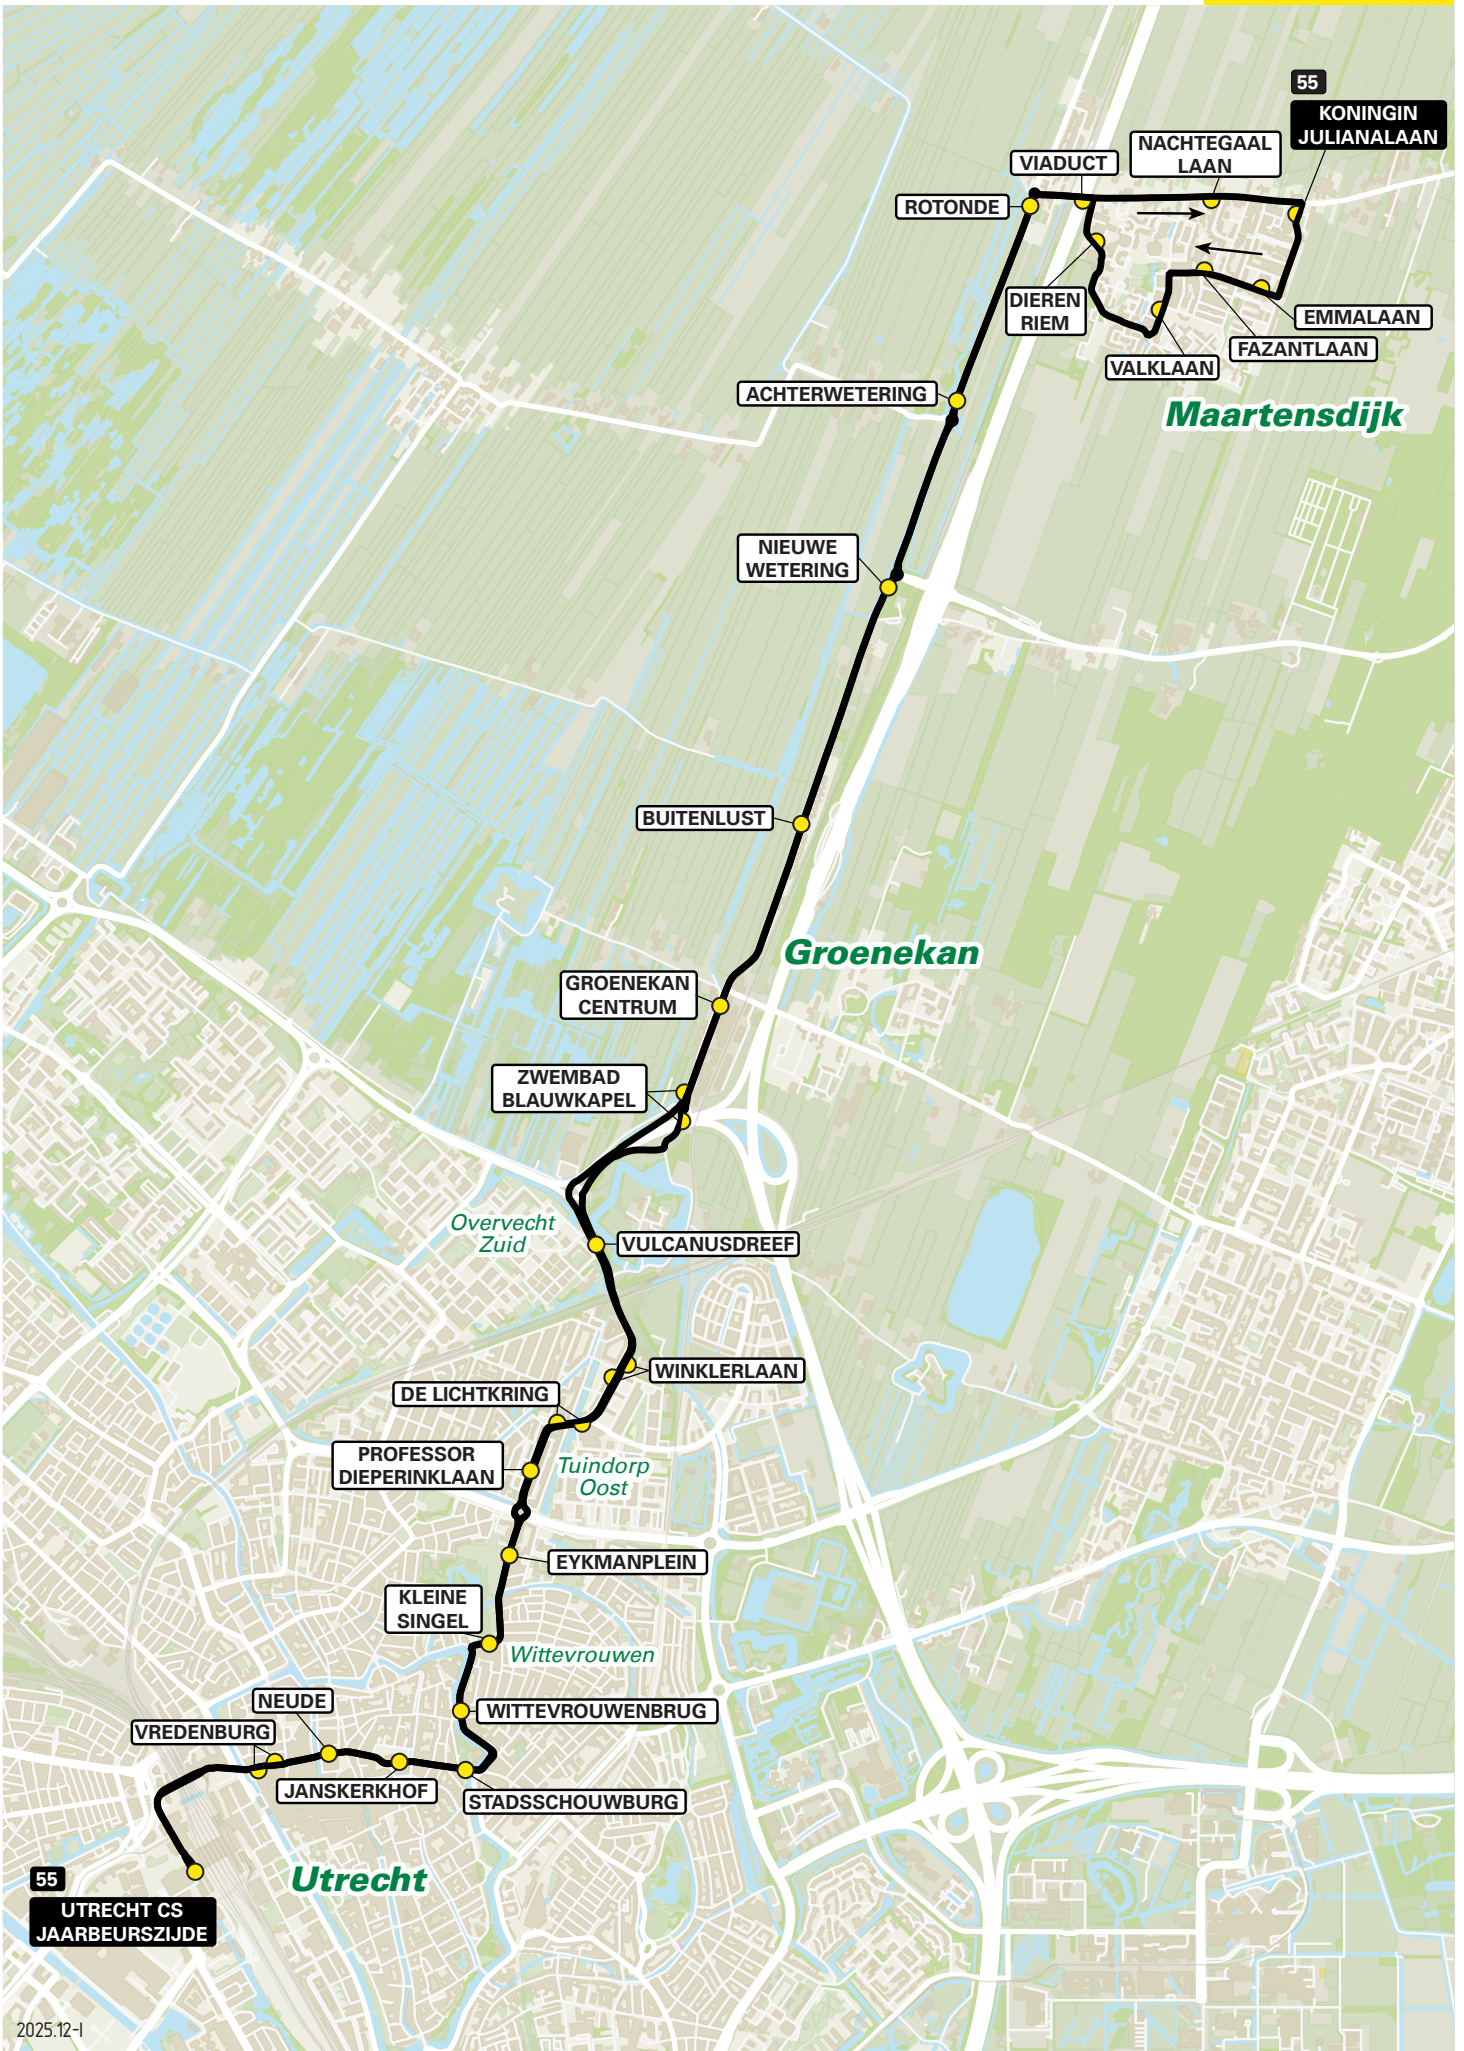 55
KONINGIN
JULIANALAAN
NACHTEGAAL
LAAN
VIADUCT
ROTONDE
DIEREN
RIEM
EMMALAAN
FAZANTLAAN
VALKLAAN
ACHTERWETERING
Maartensdijk
NIEUWE
WETERING
BUITENLUST
Groenekan
GROENEKAN
CENTRUM
ZWEMBAD
BLAUWKAPEL
Overvecht
Zuid
VULCANUSDREEF
WINKLERLAAN
DE LICHTKRING
PROFESSOR
DIEPERINKLAAN
Tuindorp
Oost
EYKMANPLEIN
KLEINE
SINGEL
Wittevrouwen
NEUDE
WITTEVROUWENBRUG
VREDENBURG
JANSKERKHOF
STADSSCHOUWBURG
55
Utrecht
UTRECHT CS
JAARBEURSZIJDE
2025.12-I